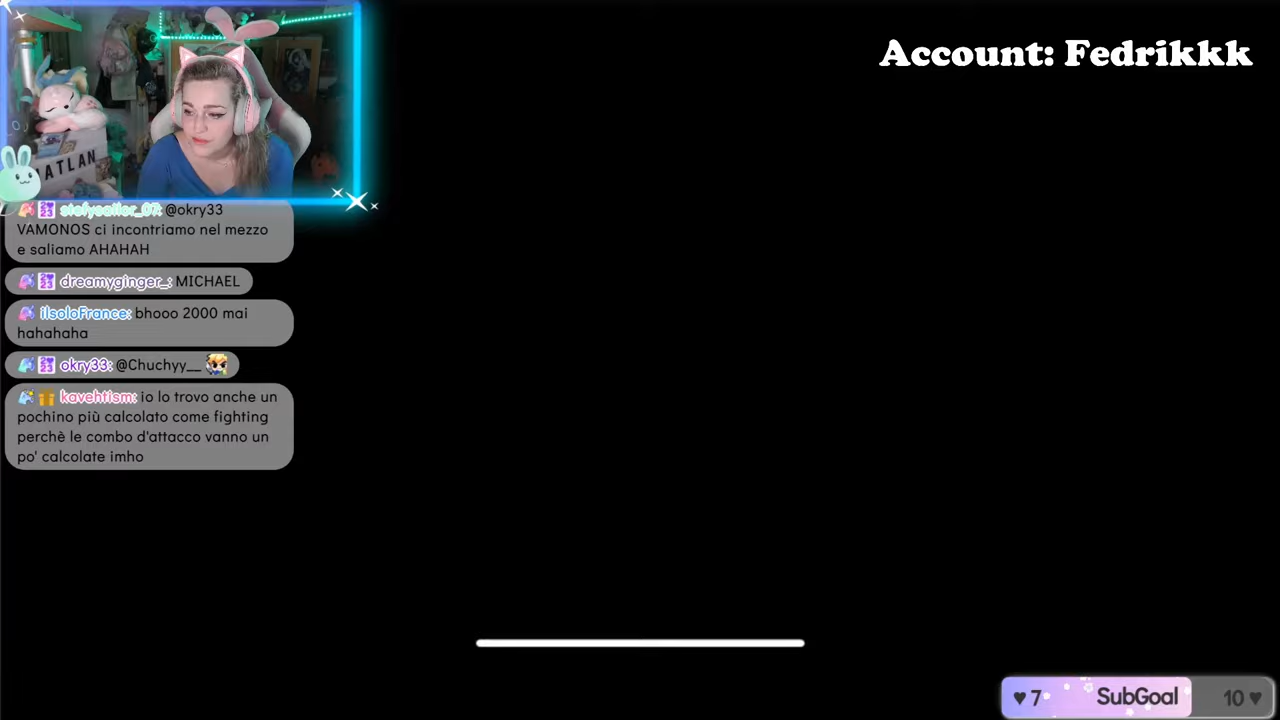 Account: Fedrikkk
ATLAN
stefysailor_07: @okry33
VAMONOS ci incontriamo nel mezzo
e saliamo AHAHAH
dreamyginger_: MICHAEL
ilsoloFrance: bhooo 2000 mai
hahahaha
okry33: @Chuchyy__
kavehtism: io lo trovo anche un
pochino più calcolato come fighting
perchè le combo d'attacco vanno un
po' calcolate imho
♥ 7 SubGoal 10 ♥